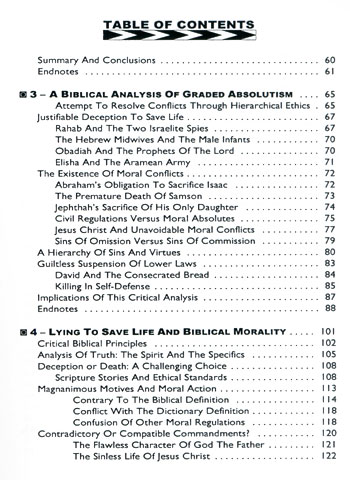 TABLE OF CONTENTS
Summary And Conclusions . . . . . . . . . . . . . . . . . . . . . . . . . . . . 60
Endnotes . . . . . . . . . . . . . . . . . . . . . . . . . . . . . . . . . . . . . 61
3 – A BIBLICAL ANALYSIS OF GRADED ABSOLUTISM . . . . 65
Attempt To Resolve Conflicts Through Hierarchical Ethics . 65
Justifiable Deception To Save Life . . . . . . . . . . . . . . . . . . . . . . . 67
Rahab And The Two Israelite Spies . . . . . . . . . . . . . . . . . . . 67
The Hebrew Midwives And The Male Infants . . . . . . . . . . . 70
Obadiah And The Prophets Of The Lord . . . . . . . . . . . . . . 70
Elisha And The Aramean Army . . . . . . . . . . . . . . . . . . . . . 71
The Existence Of Moral Conflicts . . . . . . . . . . . . . . . . . . . . . . . . 72
Abraham's Obligation To Sacrifice Isaac . . . . . . . . . . . . . . . 72
The Premature Death Of Samson . . . . . . . . . . . . . . . . . . . . 73
Jephthah's Sacrifice Of His Only Daughter . . . . . . . . . . . . . 74
Civil Regulations Versus Moral Absolutes . . . . . . . . . . . . . . 75
Jesus Christ And Unavoidable Moral Conflicts . . . . . . . . . . 77
Sins Of Omission Versus Sins Of Commission . . . . . . . . . . 79
A Hierarchy Of Sins And Virtues . . . . . . . . . . . . . . . . . . . . . . . . 80
Guiltless Suspension Of Lower Laws . . . . . . . . . . . . . . . . . . . . . 83
David And The Consecrated Bread . . . . . . . . . . . . . . . . . . . 84
Killing In Self-Defense . . . . . . . . . . . . . . . . . . . . . . . . . . . . 85
Implications Of This Critical Analysis . . . . . . . . . . . . . . . . . . . . . 87
Endnotes . . . . . . . . . . . . . . . . . . . . . . . . . . . . . . . . . . . . . 88
4 – LYING TO SAVE LIFE AND BIBLICAL MORALITY . . . . . 101
Critical Biblical Principles . . . . . . . . . . . . . . . . . . . . . . . . . . . . 102
Analysis Of Truth: The Spirit And The Specifics . . . . . . . . . . . . 105
Deception or Death: A Challenging Choice . . . . . . . . . . . . . . . . 108
Scripture Stories And Ethical Standards . . . . . . . . . . . . . . . 108
Magnanimous Motives And Moral Action . . . . . . . . . . . . . . . . . 113
Contrary To The Biblical Definition . . . . . . . . . . . . . . . . . 114
Conflict With The Dictionary Definition . . . . . . . . . . . . . . 118
Confusion Of Other Moral Regulations . . . . . . . . . . . . . . 118
Contradictory Or Compatible Commandments? . . . . . . . . . . . . 120
The Flawless Character Of God The Father . . . . . . . . . . . 121
The Sinless Life Of Jesus Christ . . . . . . . . . . . . . . . . . . . . . 122